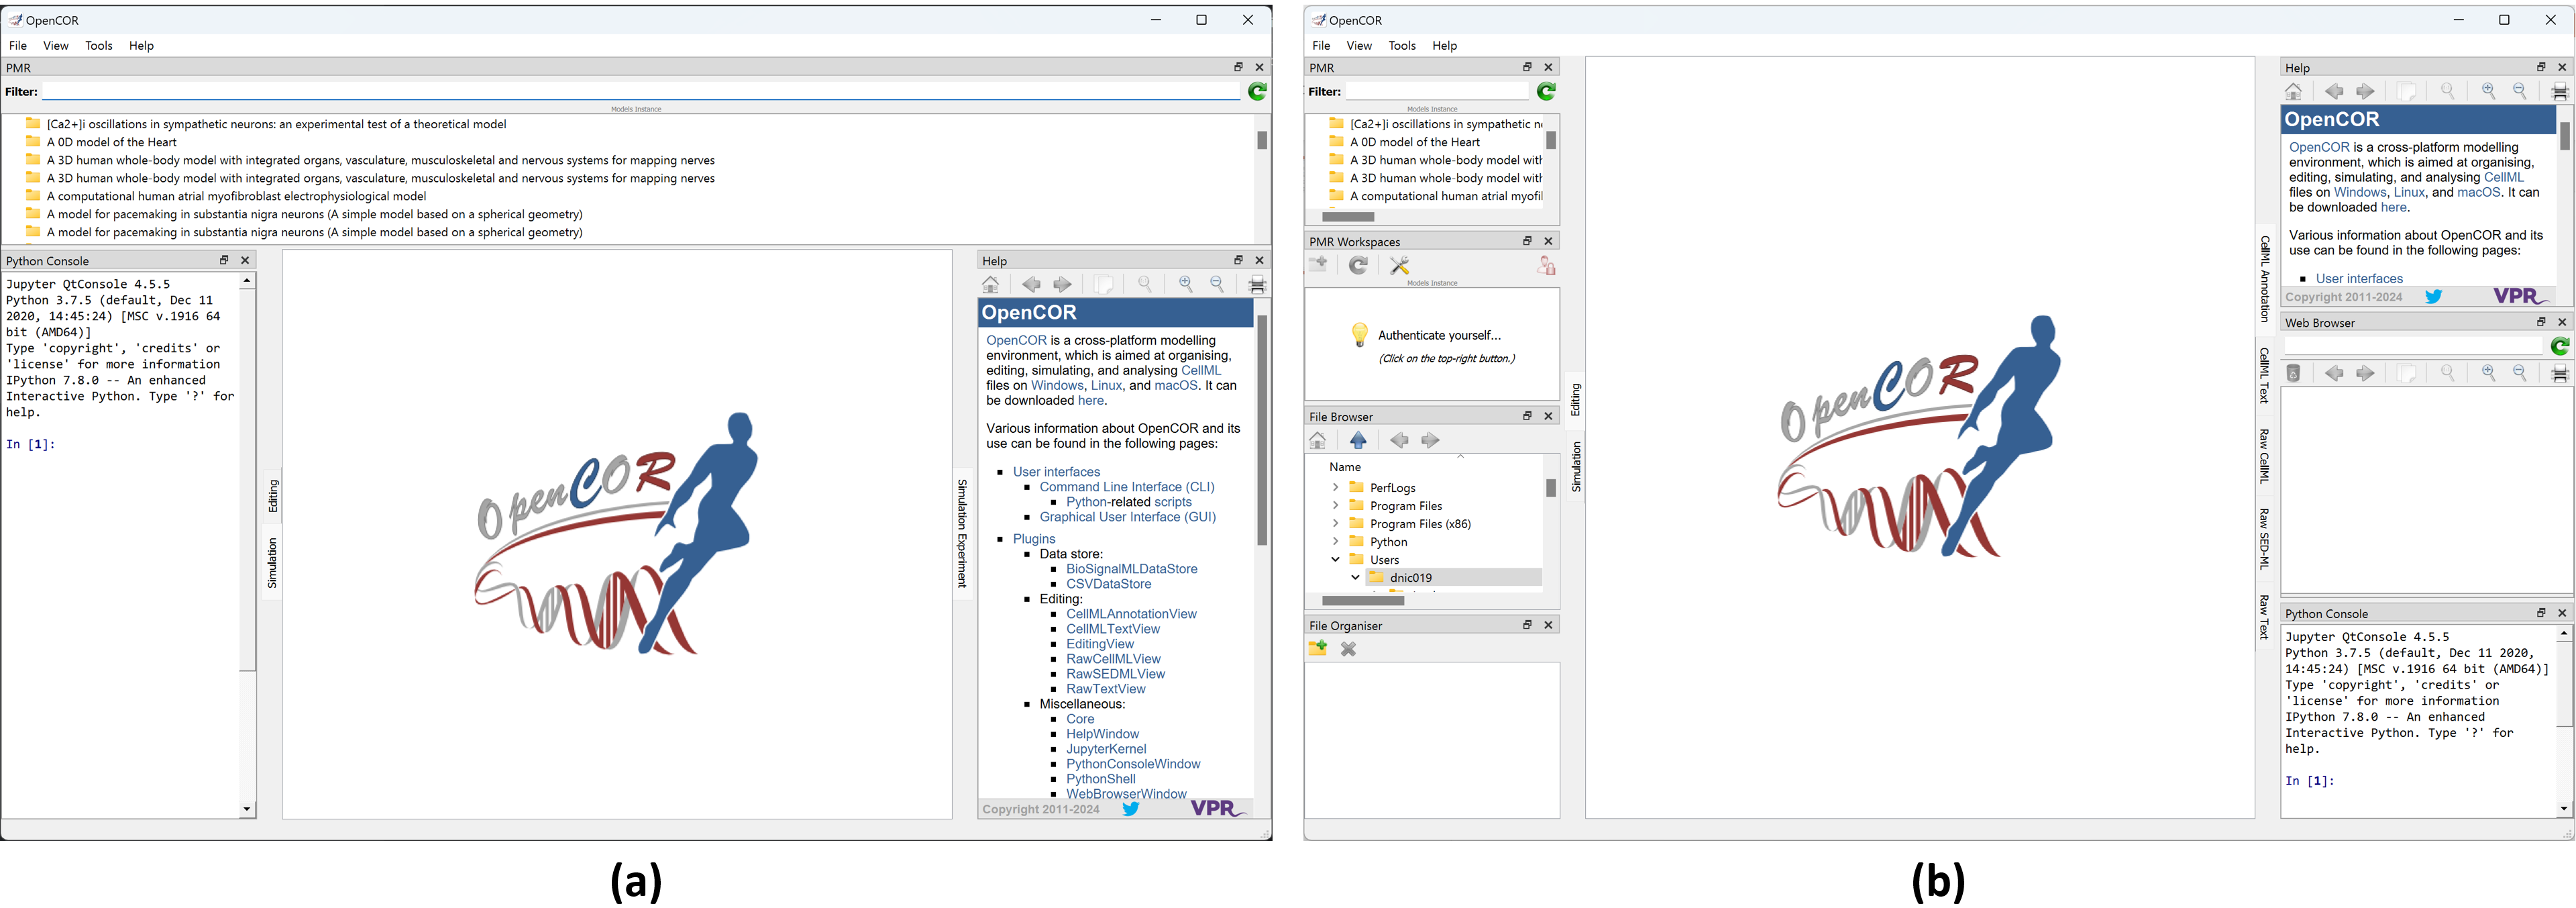 OpenCOR
File View Tools Help
PMR
Filter:
Models Instance
[Ca2+]i oscillations in sympathetic neurons: an experimental test of a theoretical model
A 0D model of the Heart
A 3D human whole-body model with integrated organs, vasculature, musculoskeletal and nervous systems for mapping nerves
A 3D human whole-body model with integrated organs, vasculature, musculoskeletal and nervous systems for mapping nerves
A computational human atrial myofibroblast electrophysiological model
A model for pacemaking in substantia nigra neurons (A simple model based on a spherical geometry)
A model for pacemaking in substantia nigra neurons (A simple model based on a spherical geometry)
Python Console
Jupyter QtConsole 4.5.5
Python 3.7.5 (default, Dec 11
2020, 14:45:24) [MSC v.1916 64
bit (AMD64)]
Type 'copyright', 'credits' or
'license' for more information
IPython 7.8.0 -- An enhanced
Interactive Python. Type '?' for
help.
In [1]:
Editing
Simulation
OpenCOR
Simulation Experiment
Help
OpenCOR
OpenCOR is a cross-platform modelling
environment, which is aimed at organising,
editing, simulating, and analysing CellML
files on Windows, Linux, and macOS. It can
be downloaded here.
Various information about OpenCOR and its
use can be found in the following pages:
User interfaces
Command Line Interface (CLI)
Python-related scripts
Graphical User Interface (GUI)
Plugins
Data store:
BioSignalMLDataStore
CSVDataStore
Editing:
CellMLAnnotationView
CellMLTextView
EditingView
RawCellMLView
RawSEDMLView
RawTextView
Miscellaneous:
Core
HelpWindow
JupyterKernel
PythonConsoleWindow
PythonShell
WebBrowserWindow
Copyright 2011-2024 VPR
(a)
OpenCOR
File View Tools Help
PMR
Filter:
Models Instance
[Ca2+]i oscillations in sympathetic
A 0D model of the Heart
A 3D human whole-body model with
A 3D human whole-body model with
A computational human atrial myofi
PMR Workspaces
Models Instance
Authenticate yourself...
(Click on the top-right button.)
File Browser
Name
PerfLogs
Program Files
Program Files (x86)
Python
Users
dnic019
File Organiser
Editing
Simulation
OpenCOR
CellML Annotation
CellML Text
Raw CellML
Raw SED-ML
Raw Text
Help
OpenCOR
OpenCOR is a cross-platform modelling
environment, which is aimed at organising,
editing, simulating, and analysing CellML
files on Windows, Linux, and macOS. It can
be downloaded here.
Various information about OpenCOR and its
use can be found in the following pages:
User interfaces
Copyright 2011-2024 VPR
Web Browser
Python Console
Jupyter QtConsole 4.5.5
Python 3.7.5 (default, Dec 11 2020,
14:45:24) [MSC v.1916 64 bit (AMD64)]
Type 'copyright', 'credits' or
'license' for more information
IPython 7.8.0 -- An enhanced
Interactive Python. Type '?' for
help.
In [1]:
(b)